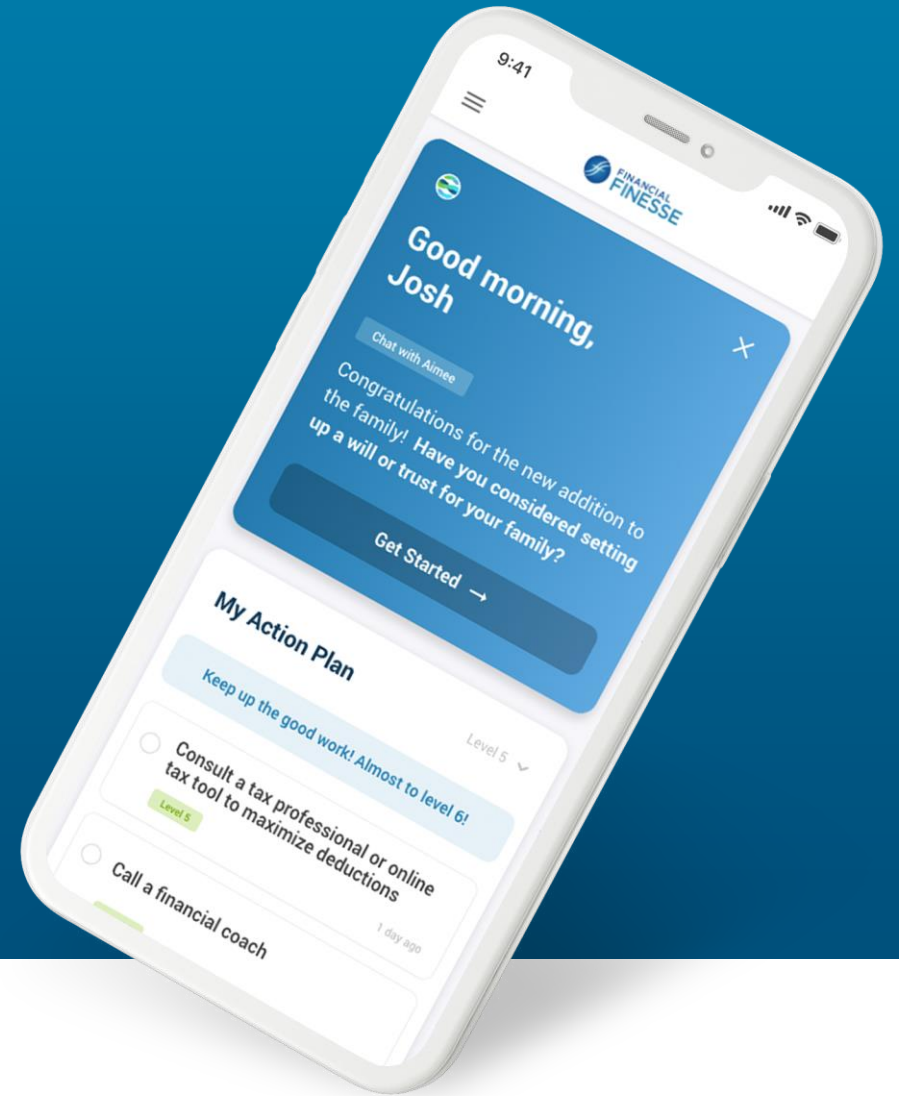 9:41
FINANCIAL
FINESSE
Good morning,
Josh
Chat with Aimee
Congratulations for the new addition to
the family! Have you considered setting
up a will or trust for your family?
Get Started →
My Action Plan
Level 5
Keep up the good work! Almost to level 6!
Consult a tax professional or online
tax tool to maximize deductions
Level 5
1 day ago
Call a financial coach